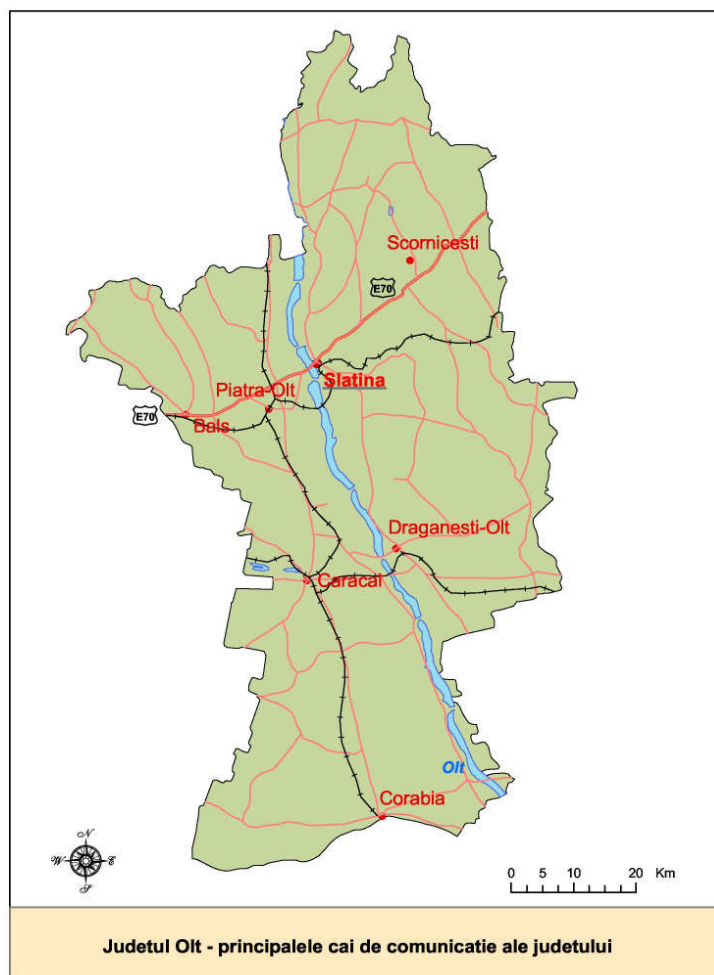 Scornicesti
E70
Slatina
Piatra-Olt
E70
Bals
Draganesti-Olt
Caracal
Olt
Corabia
N
W E
S
0 5 10 20 Km
Judetul Olt - principalele cai de comunicatie ale judetului